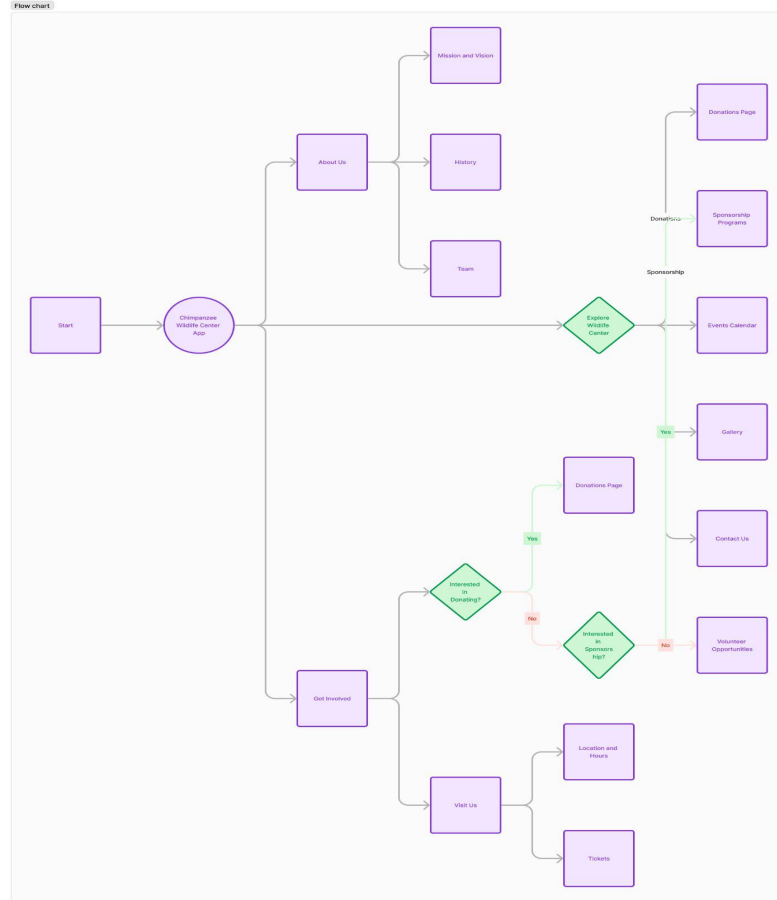 Flow chart
Mission and Vision
Donations Page
About Us
History
Donations
Sponsorship
Programs
Team
Sponsorship
Start
Chimpanzee
Wildlife Center
App
Explore
Wildlife
Center
Events Calendar
Yes
Gallery
Donations Page
Yes
Contact Us
Interested
in
Donating?
No
Interested
in
Sponsors
hip?
No
Volunteer
Opportunities
Get Involved
Location and
Hours
Visit Us
Tickets